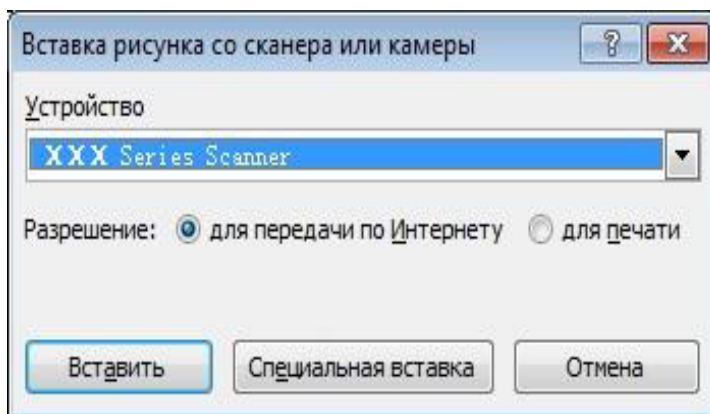 Вставка рисунка со сканера или камеры
Устройство
XXX Series Scanner
Разрешение: для передачи по Интернету для печати
Вставить Специальная вставка Отмена